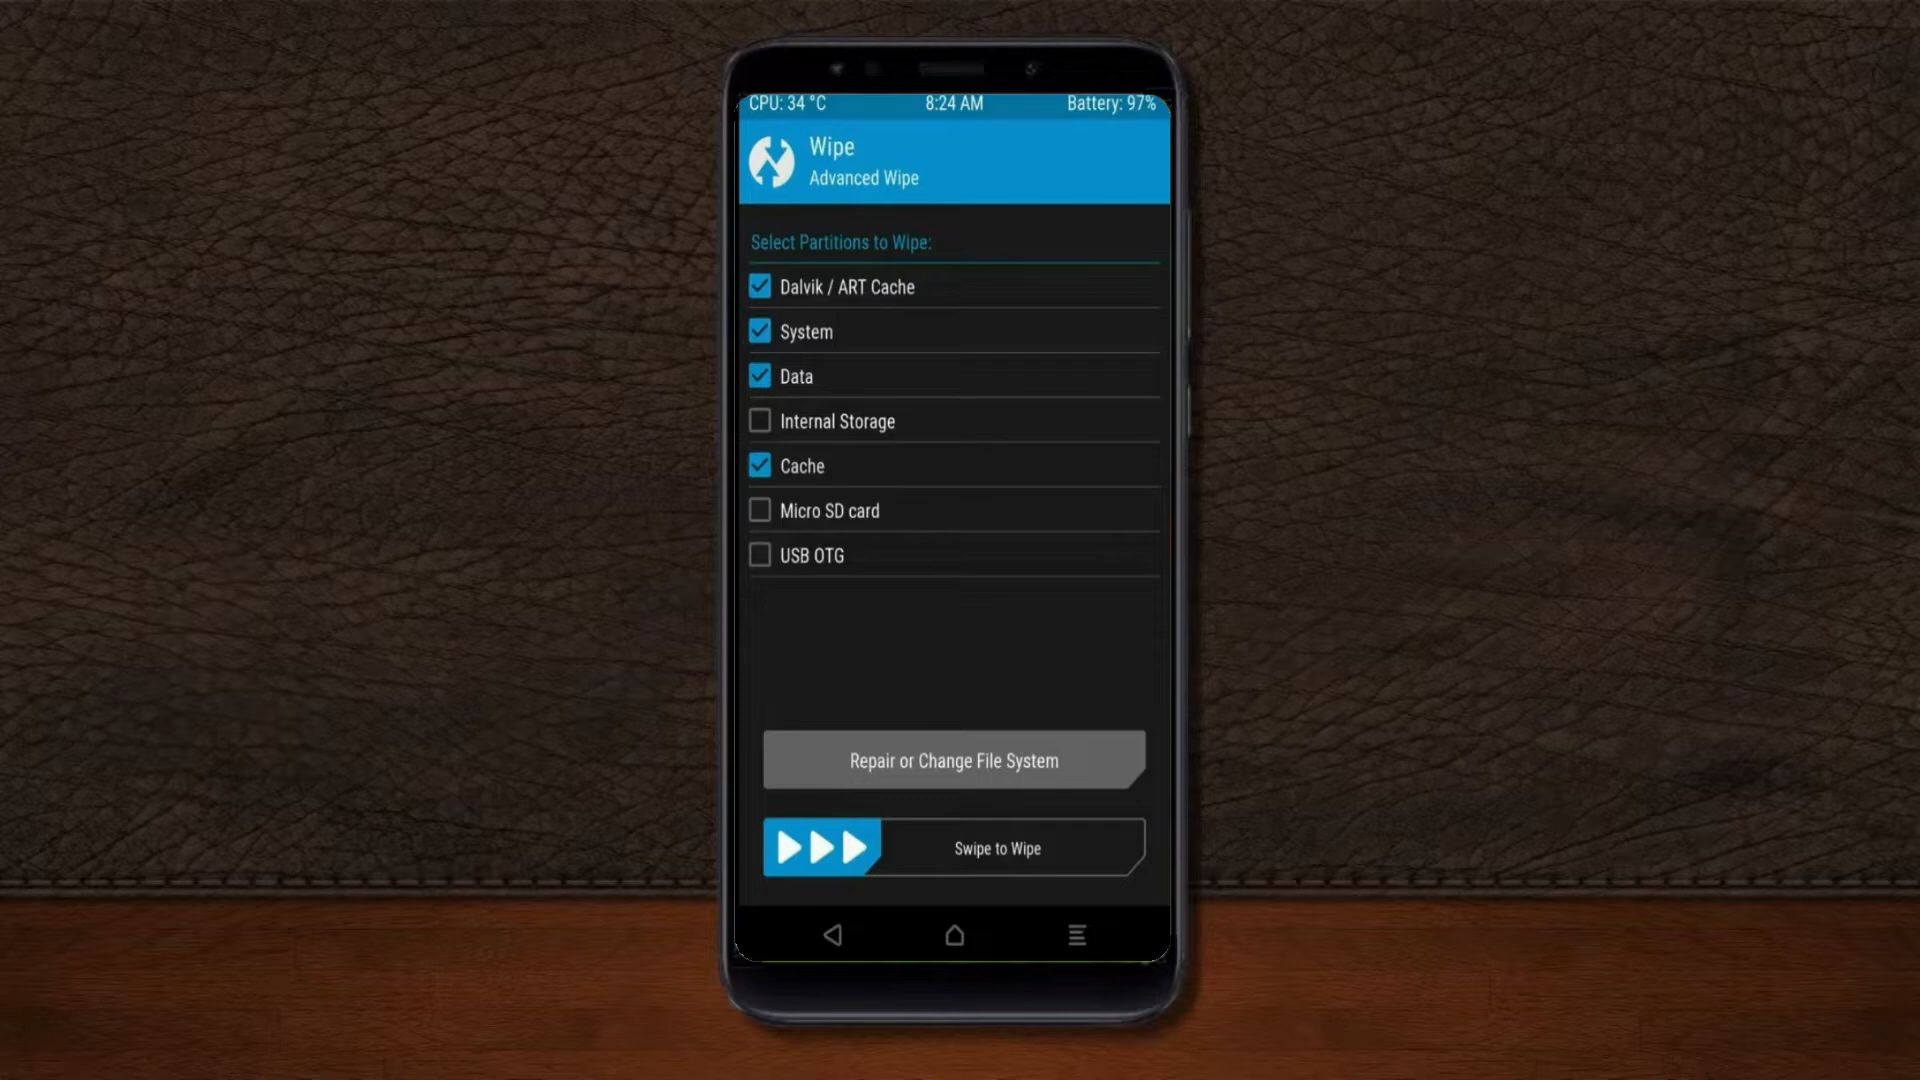 CPU: 34 °C 8:24 AM Battery: 97%
Wipe
Advanced Wipe
Select Partitions to Wipe:
Dalvik / ART Cache
System
Data
Internal Storage
Cache
Micro SD card
USB OTG
Repair or Change File System
Swipe to Wipe